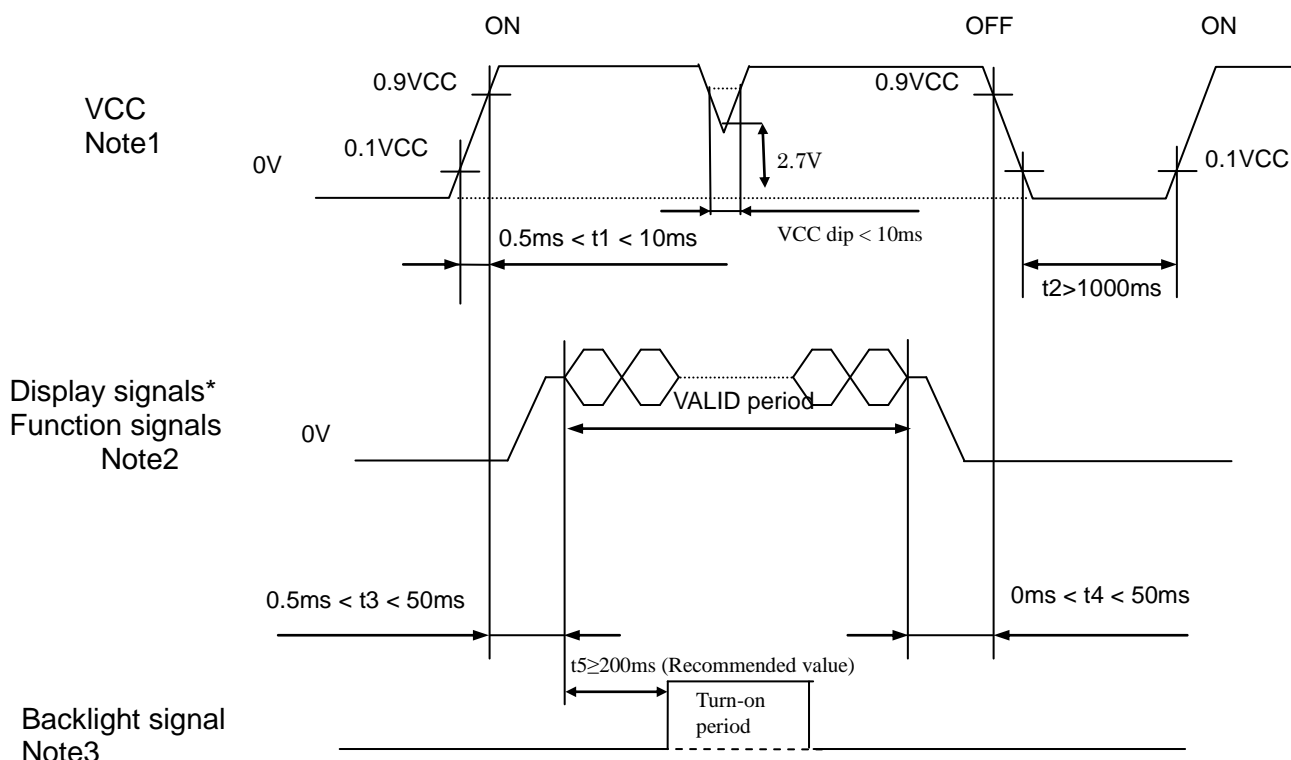 ON
OFF
ON
0.9VCC
0.9VCC
VCC
Note1
0.1VCC
0V
2.7V
0.1VCC
0.5ms < t1 < 10ms
VCC dip < 10ms
t2>1000ms
Display signals*
Function signals
Note2
0V
VALID period
0.5ms < t3 < 50ms
0ms < t4 < 50ms
t5≥200ms (Recommended value)
Turn-on
period
Backlight signal
Note3